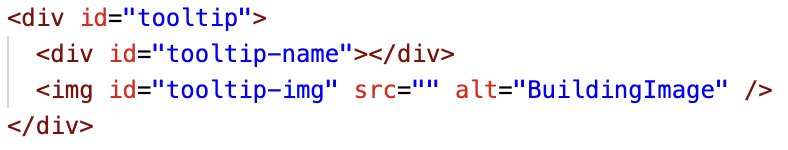 <div id="tooltip">
  <div id="tooltip-name"></div>
  <img id="tooltip-img" src="" alt="BuildingImage" />
</div>